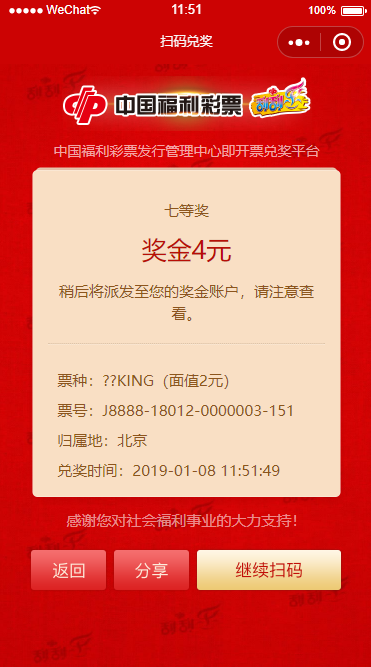 ●●●●● WeChat 11:51 100%
扫码兑奖
中国福利彩票 刮刮乐
中国福利彩票发行管理中心即开票兑奖平台
七等奖
奖金4元
稍后将派发至您的奖金账户，请注意查
看。
票种：??KING（面值2元）
票号：J8888-18012-0000003-151
归属地：北京
兑奖时间：2019-01-08 11:51:49
感谢您对社会福利事业的大力支持！
返回 分享 继续扫码